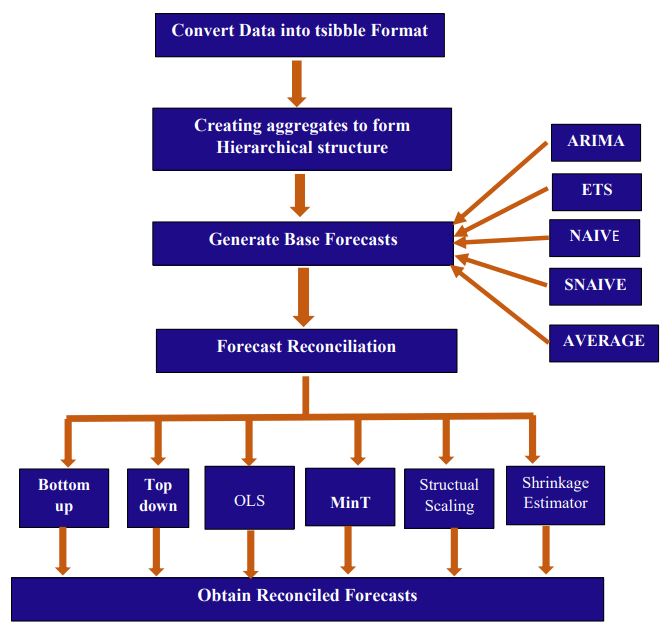 Convert Data into tsibble Format
Creating aggregates to form
Hierarchical structure
ARIMA
ETS
Generate Base Forecasts
NAIVE
SNAIVE
AVERAGE
Forecast Reconciliation
Bottom
up
Top
down
OLS
MinT
Structual
Scaling
Shrinkage
Estimator
Obtain Reconciled Forecasts